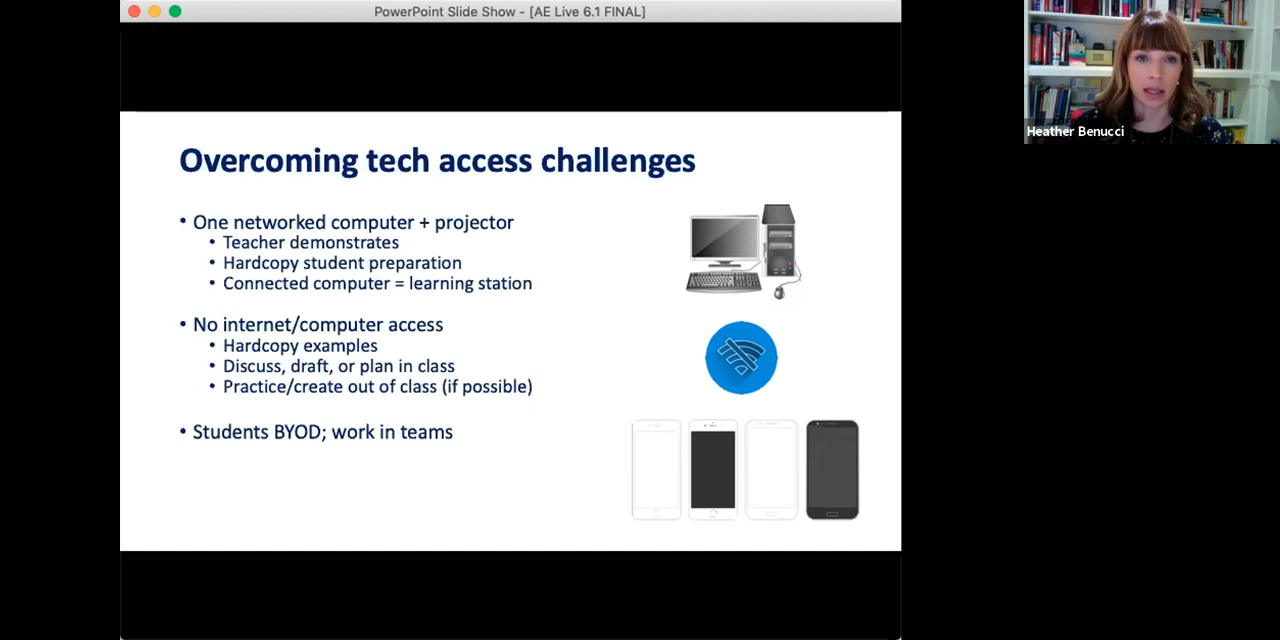 PowerPoint Slide Show - [AE Live 6.1 FINAL]
Heather Benucci
Overcoming tech access challenges
• One networked computer + projector
• Teacher demonstrates
• Hardcopy student preparation
• Connected computer = learning station
• No internet/computer access
• Hardcopy examples
• Discuss, draft, or plan in class
• Practice/create out of class (if possible)
• Students BYOD; work in teams